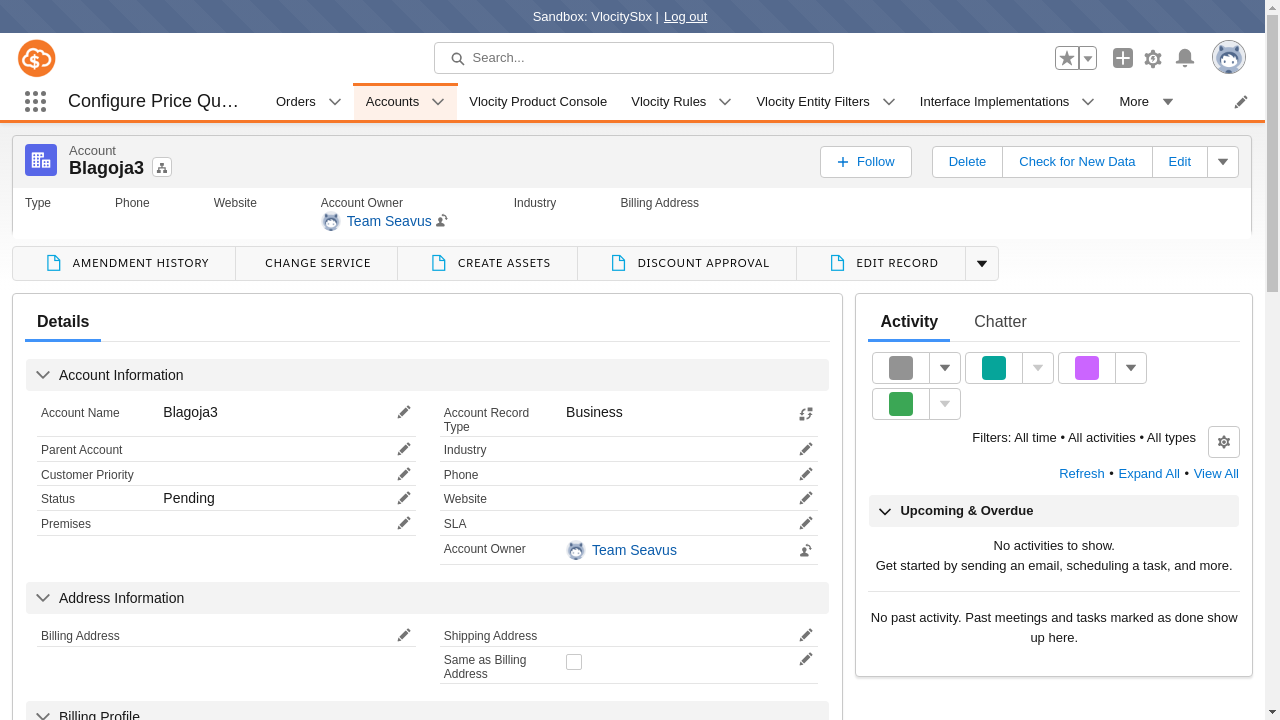 Sandbox: VlocitySbx | Log out
Search...
Configure Price Qu…
Orders
Accounts
Vlocity Product Console
Vlocity Rules
Vlocity Entity Filters
Interface Implementations
More
Account
Blagoja3
Follow
Delete
Check for New Data
Edit
Type
Phone
Website
Account Owner
Team Seavus
Industry
Billing Address
AMENDMENT HISTORY
CHANGE SERVICE
CREATE ASSETS
DISCOUNT APPROVAL
EDIT RECORD
Details
Account Information
Account Name
Blagoja3
Account Record
Type
Business
Parent Account
Industry
Customer Priority
Phone
Status
Pending
Website
Premises
SLA
Account Owner
Team Seavus
Address Information
Billing Address
Shipping Address
Same as Billing
Address
Billing Profile
Activity
Chatter
Filters: All time • All activities • All types
Refresh • Expand All • View All
Upcoming & Overdue
No activities to show.
Get started by sending an email, scheduling a task, and more.
No past activity. Past meetings and tasks marked as done show
up here.